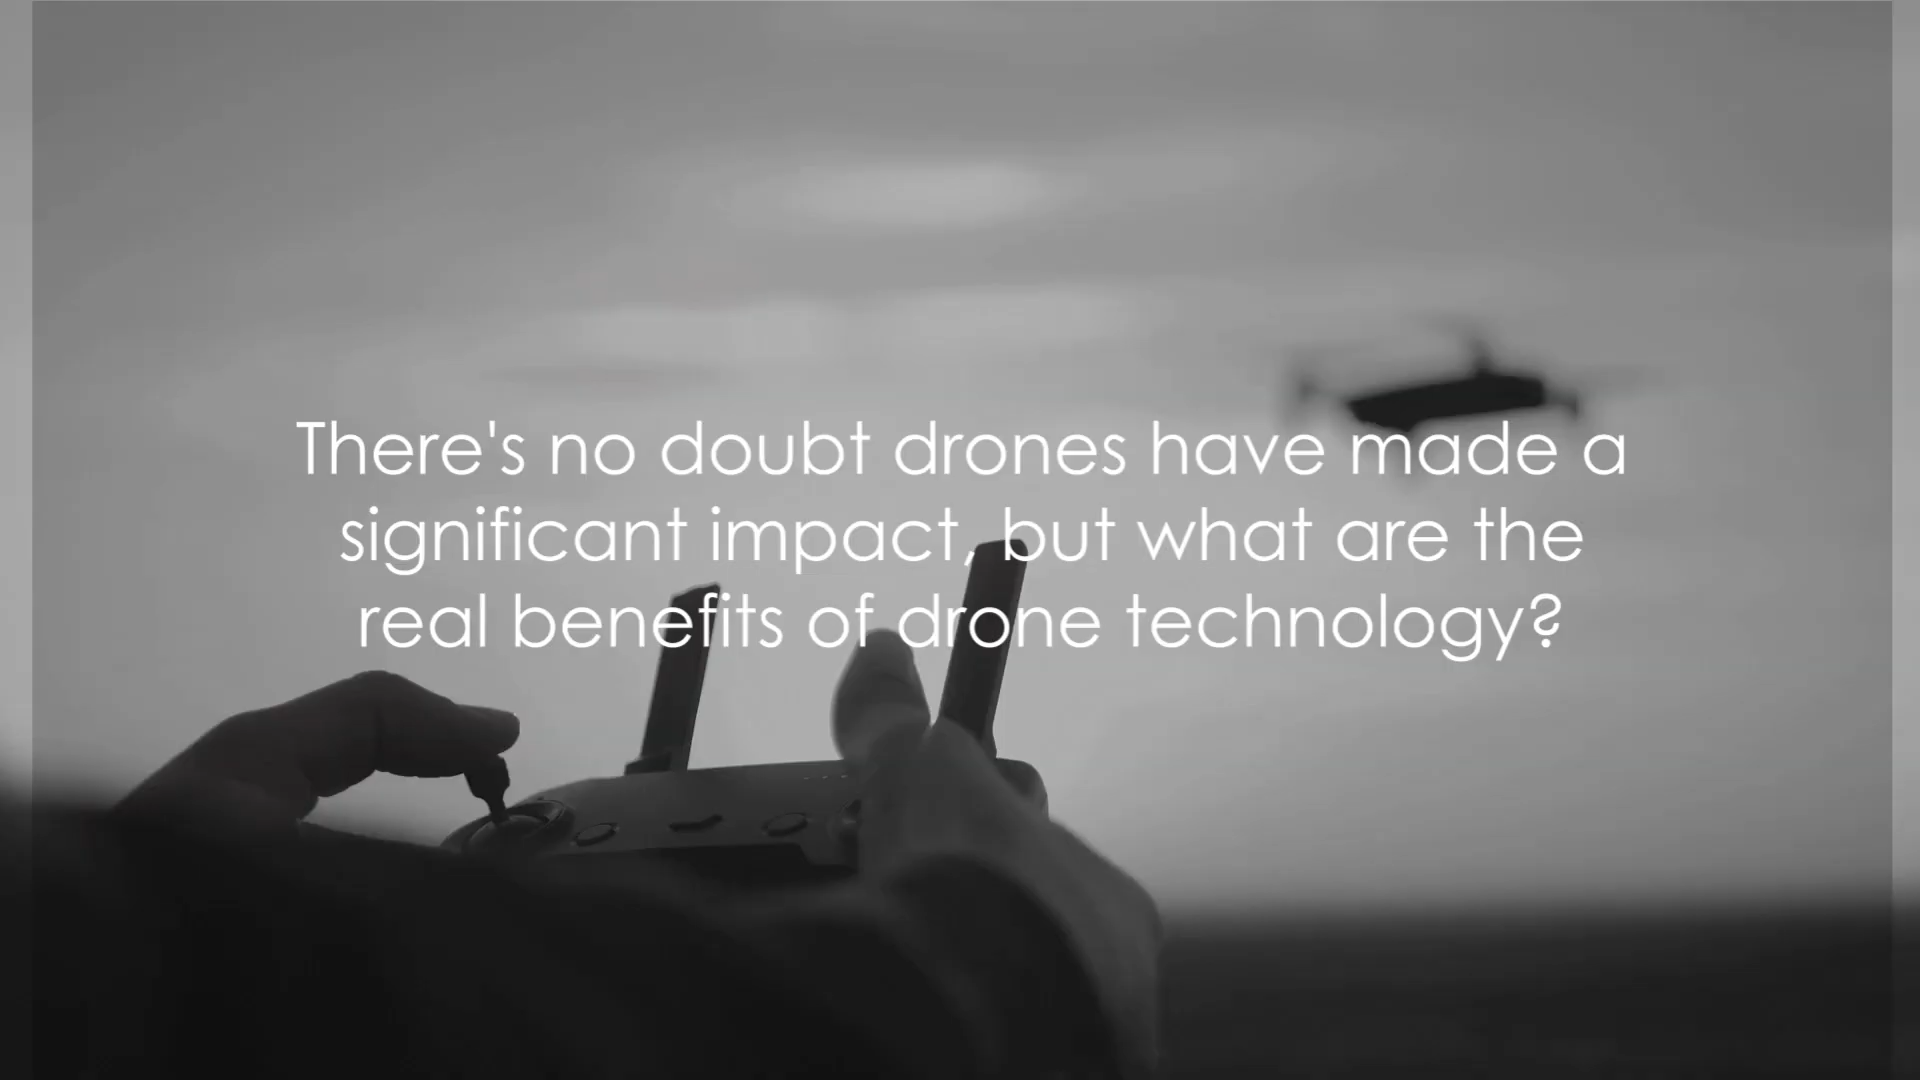 There's no doubt drones have made a
significant impact, but what are the
real benefits of drone technology?